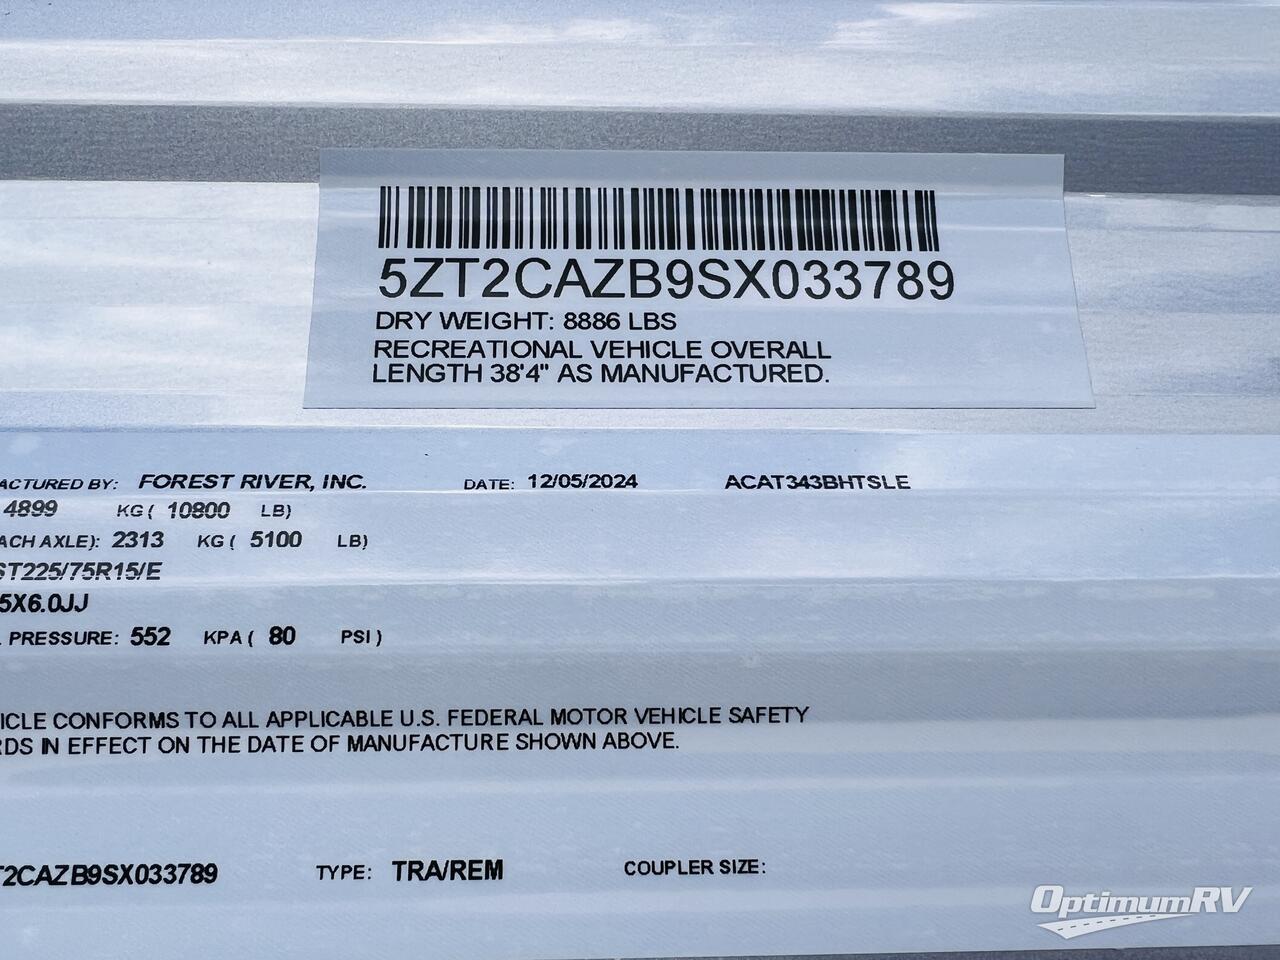 5ZT2CAZB9SX033789
DRY WEIGHT: 8886 LBS
RECREATIONAL VEHICLE OVERALL
LENGTH 38'4" AS MANUFACTURED.
ACTURED BY: FOREST RIVER, INC. DATE: 12/05/2024 ACAT343BHTSLE
4899 KG ( 10800 LB)
ACH AXLE): 2313 KG ( 5100 LB)
ST225/75R15/E
5X6.0JJ
PRESSURE: 552 KPA ( 80 PSI )
ICLE CONFORMS TO ALL APPLICABLE U.S. FEDERAL MOTOR VEHICLE SAFETY
RDS IN EFFECT ON THE DATE OF MANUFACTURE SHOWN ABOVE.
T2CAZB9SX033789 TYPE: TRA/REM COUPLER SIZE:
OptimumRV